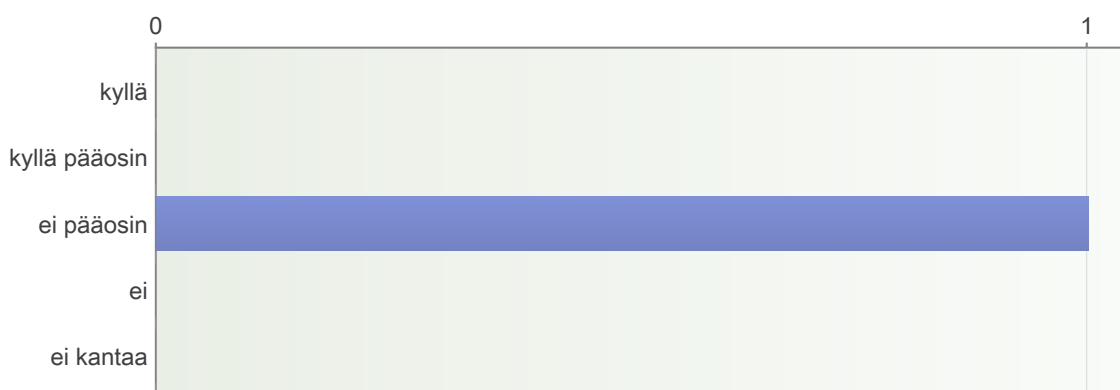 0 1
kyllä
kyllä pääosin
ei pääosin
ei
ei kantaa